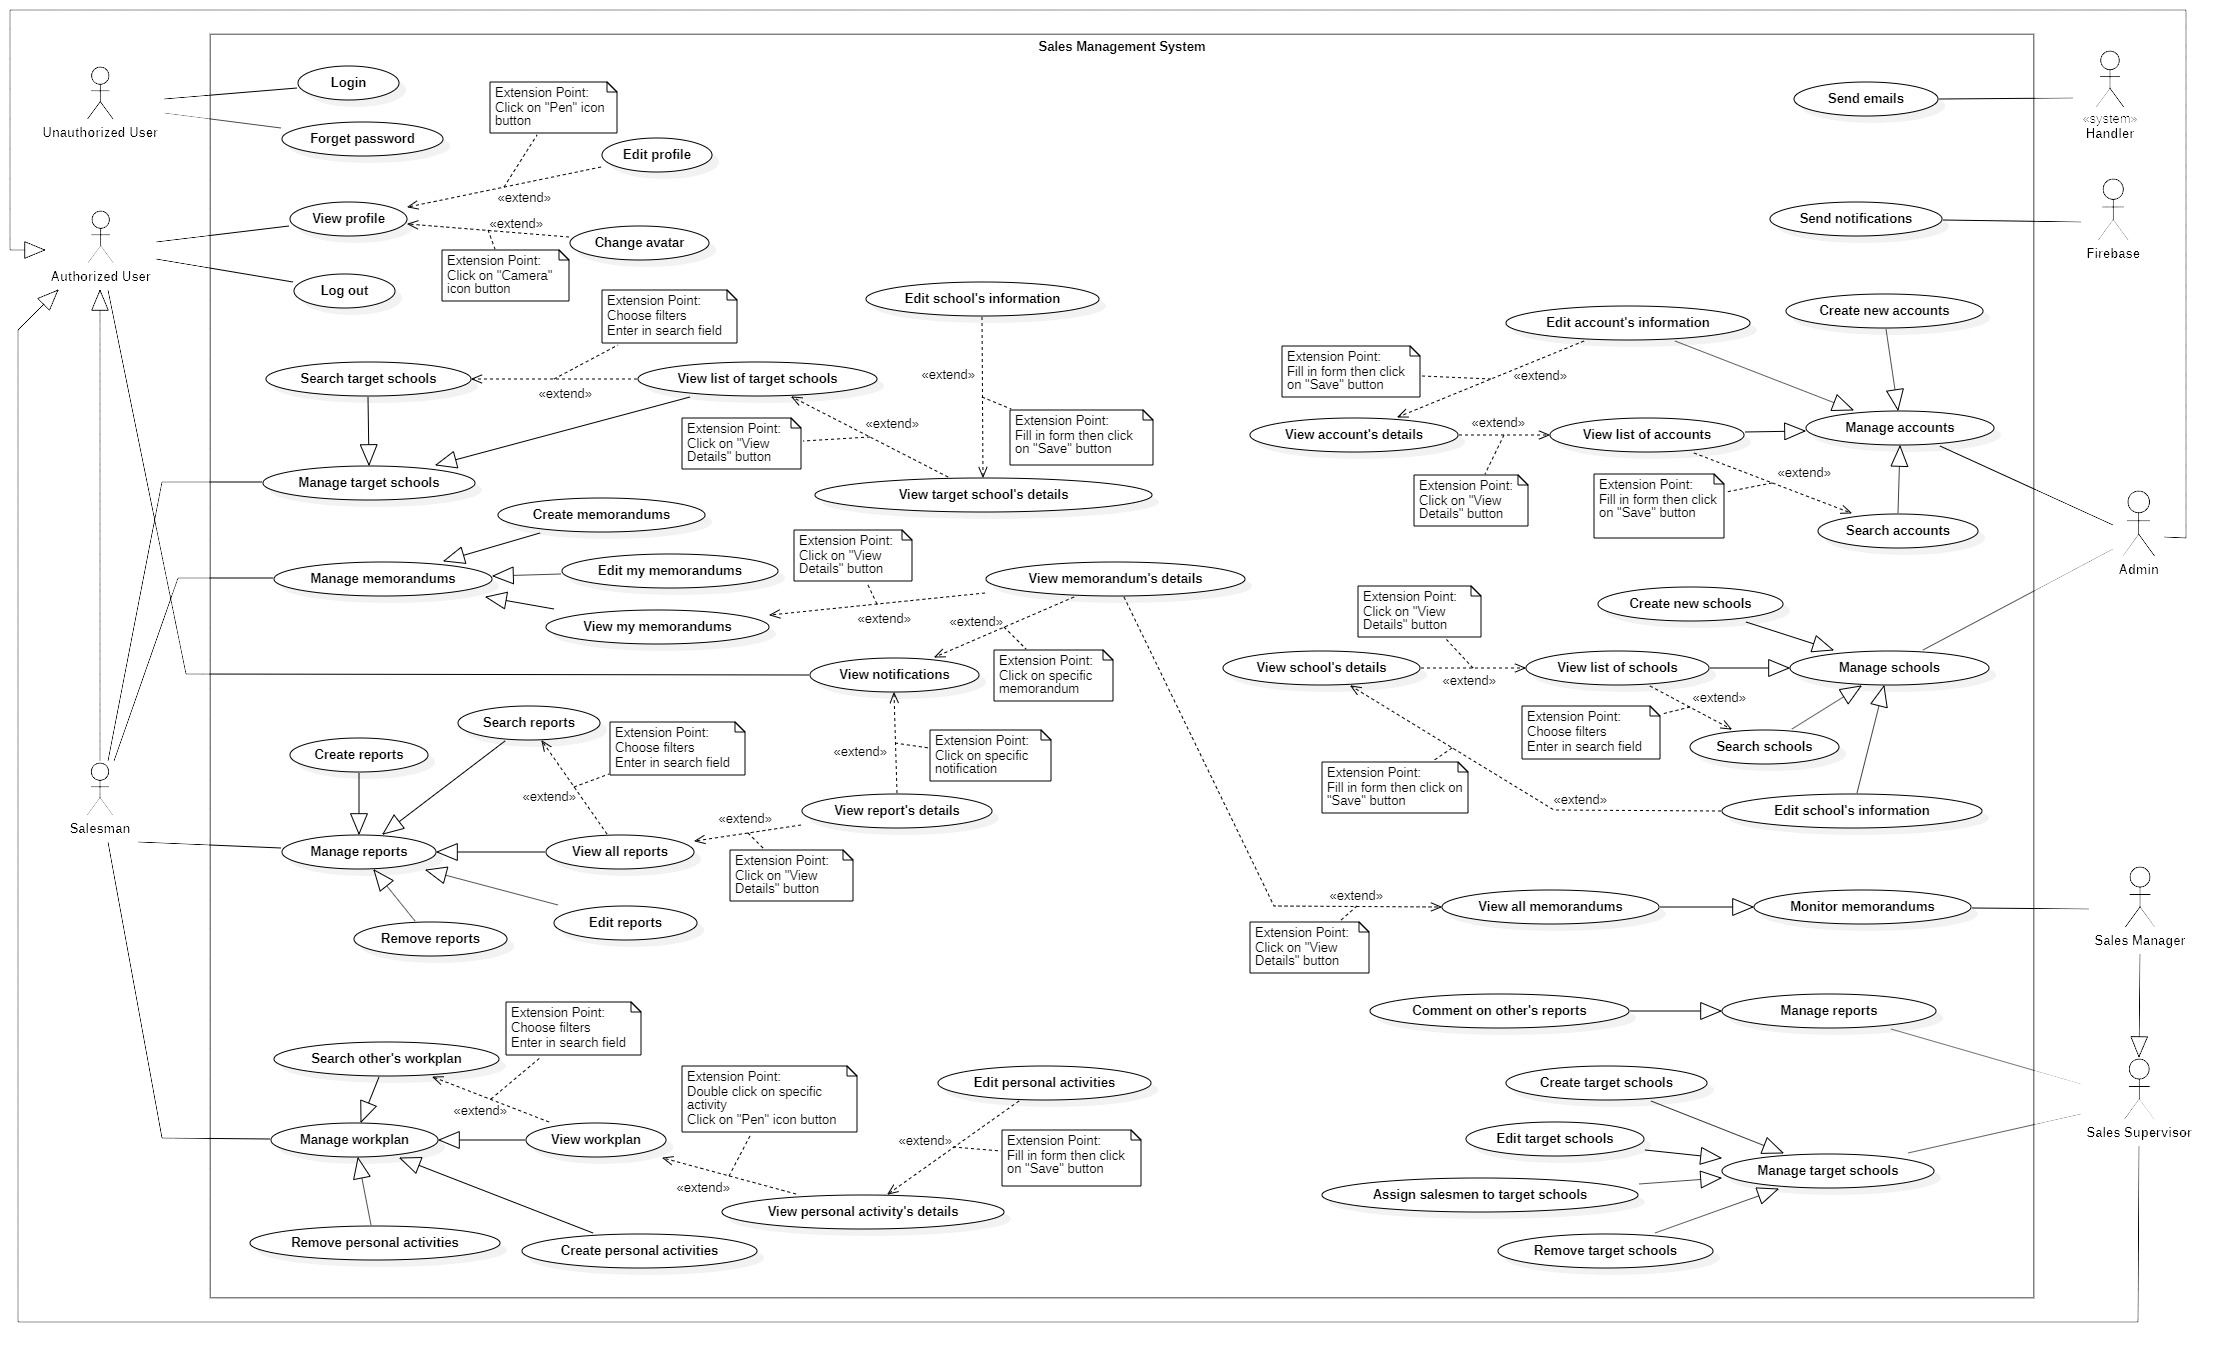 Sales Management System
Login
Forget password
Unauthorized User
Extension Point:
Click on "Pen" icon
button
Edit profile
«extend»
View profile
«extend»
Change avatar
Extension Point:
Click on "Camera"
icon button
Authorized User
Log out
Send emails
«system»
Handler
Send notifications
Firebase
Extension Point:
Choose filters
Enter in search field
Edit school's information
Search target schools
«extend»
View list of target schools
«extend»
Extension Point:
Click on "View
Details" button
«extend»
Extension Point:
Fill in form then click
on "Save" button
Manage target schools
View target school's details
Edit account's information
Create new accounts
Extension Point:
Fill in form then click
on "Save" button
«extend»
View account's details
«extend»
View list of accounts
Manage accounts
Extension Point:
Click on "View
Details" button
Extension Point:
Fill in form then click
on "Save" button
«extend»
Search accounts
Admin
Create memorandums
Manage memorandums
Edit my memorandums
View my memorandums
Extension Point:
Click on "View
Details" button
«extend»
View memorandum's details
«extend»
Extension Point:
Click on specific
memorandum
View notifications
Extension Point:
Click on "View
Details" button
Create new schools
View school's details
«extend»
View list of schools
Manage schools
«extend»
Extension Point:
Choose filters
Enter in search field
Search schools
Extension Point:
Fill in form then click on
"Save" button
«extend»
Edit school's information
Search reports
Create reports
Extension Point:
Choose filters
Enter in search field
«extend»
«extend»
Extension Point:
Click on specific
notification
View report's details
Salesman
Manage reports
View all reports
«extend»
Extension Point:
Click on "View
Details" button
Remove reports
Edit reports
«extend»
Extension Point:
Click on "View
Details" button
View all memorandums
Monitor memorandums
Sales Manager
Comment on other's reports
Manage reports
Extension Point:
Choose filters
Enter in search field
Search other's workplan
«extend»
Manage workplan
View workplan
Extension Point:
Double click on specific
activity
Click on "Pen" icon button
«extend»
Edit personal activities
«extend»
Extension Point:
Fill in form then click
on "Save" button
View personal activity's details
Remove personal activities
Create personal activities
Create target schools
Edit target schools
Manage target schools
Assign salesmen to target schools
Remove target schools
Sales Supervisor